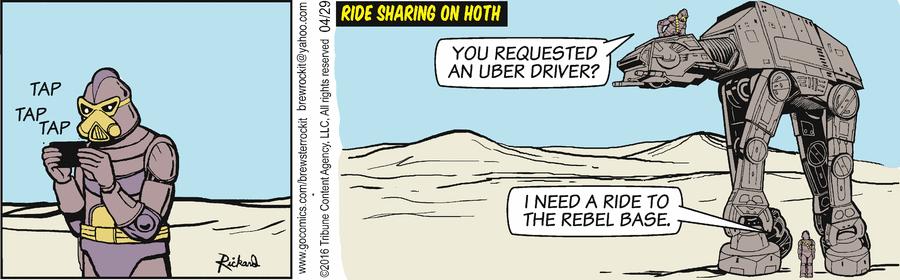 TAP
TAP
TAP
Rickard
www.gocomics.com/brewsterrockit brewrockit@yahoo.com
©2016 Tribune Content Agency, LLC. All rights reserved 04/29
RIDE SHARING ON HOTH
YOU REQUESTED
AN UBER DRIVER?
I NEED A RIDE TO
THE REBEL BASE.